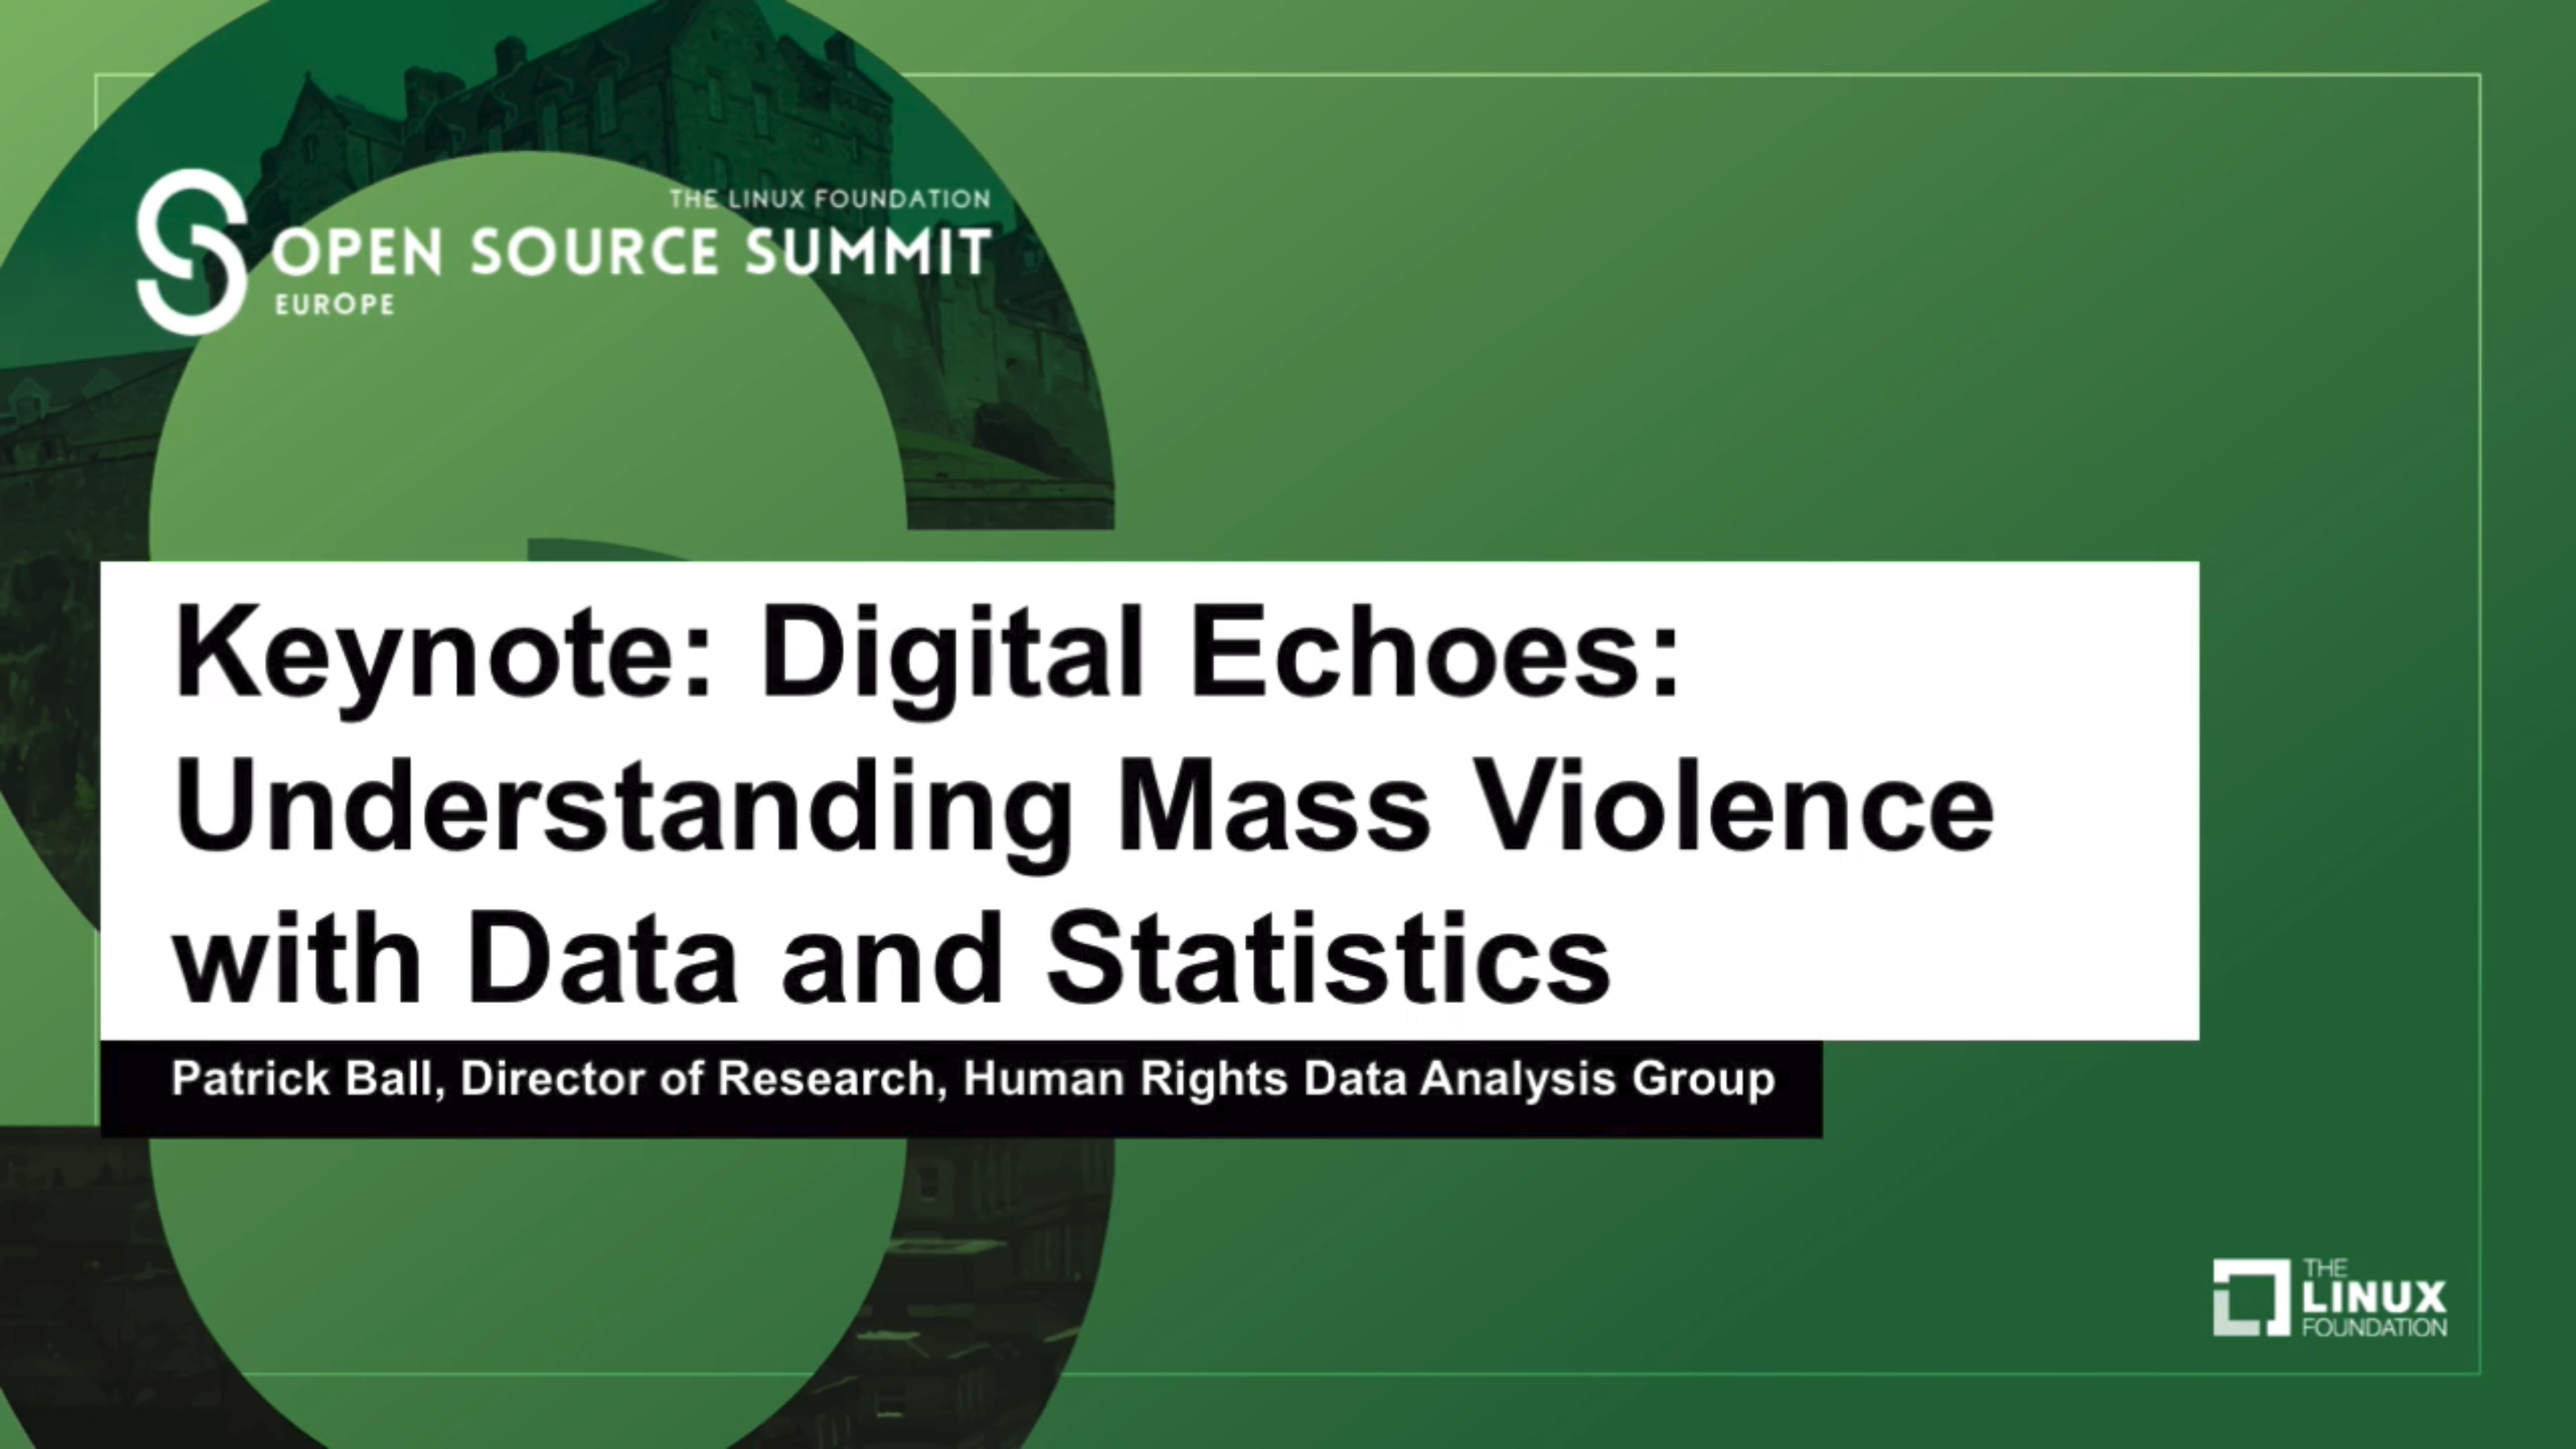 THE LINUX FOUNDATION
OPEN SOURCE SUMMIT
EUROPE
Keynote: Digital Echoes:
Understanding Mass Violence
with Data and Statistics
Patrick Ball, Director of Research, Human Rights Data Analysis Group
THE
LINUX
FOUNDATION